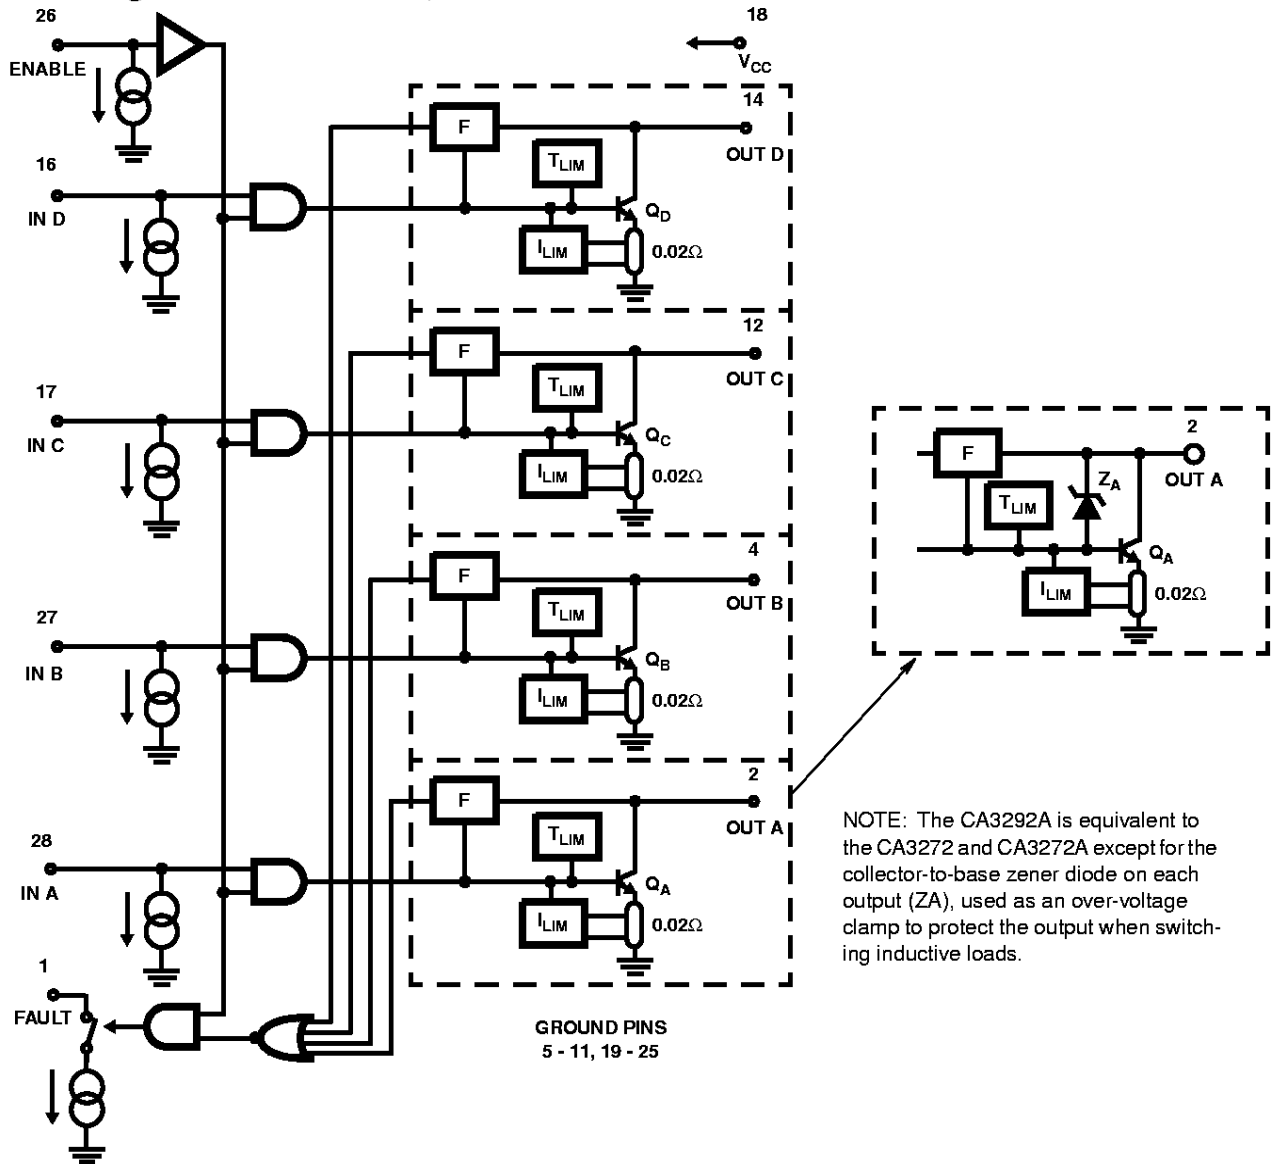 26
ENABLE
18
VCC
14
F
OUT D
TLIM
16
IN D
QD
ILIM
0.02Ω
12
F
OUT C
TLIM
17
IN C
QC
ILIM
0.02Ω
4
F
OUT B
TLIM
27
IN B
QB
ILIM
0.02Ω
2
F
OUT A
TLIM
28
IN A
QA
ILIM
0.02Ω
1
FAULT
GROUND PINS
5 - 11, 19 - 25
2
F
ZA
OUT A
TLIM
QA
ILIM
0.02Ω
NOTE: The CA3292A is equivalent to
the CA3272 and CA3272A except for the
collector-to-base zener diode on each
output (ZA), used as an over-voltage
clamp to protect the output when switch-
ing inductive loads.